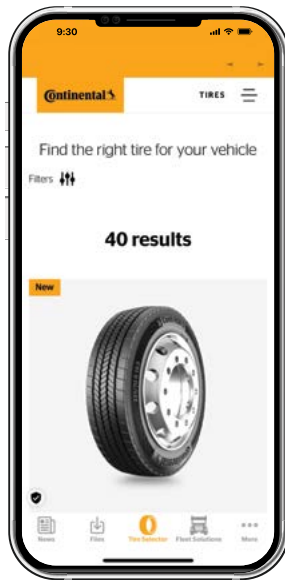 9:30
Continental
TIRES
Find the right tire for your vehicle
Filters
40 results
New
News
Files
Tire Selector
Fleet Solutions
More